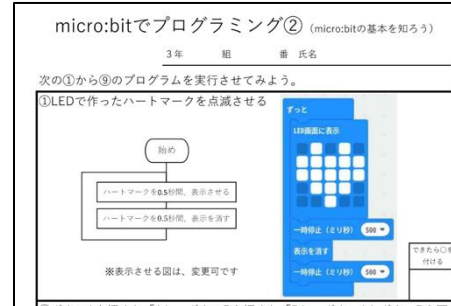 micro:bitでプログラミング②（micro:bitの基本を知ろう）
3年　組　番 氏名
次の①から⑨のプログラムを実行させてみよう。
①LEDで作ったハートマークを点滅させる
始め
ハートマークを0.5秒間、表示させる
ハートマークを0.5秒間、表示を消す
※表示させる図は、変更可です
ずっと
LED画面に表示
一時停止（ミリ秒） 500
表示を消す
一時停止（ミリ秒） 500
できたら○を
付ける